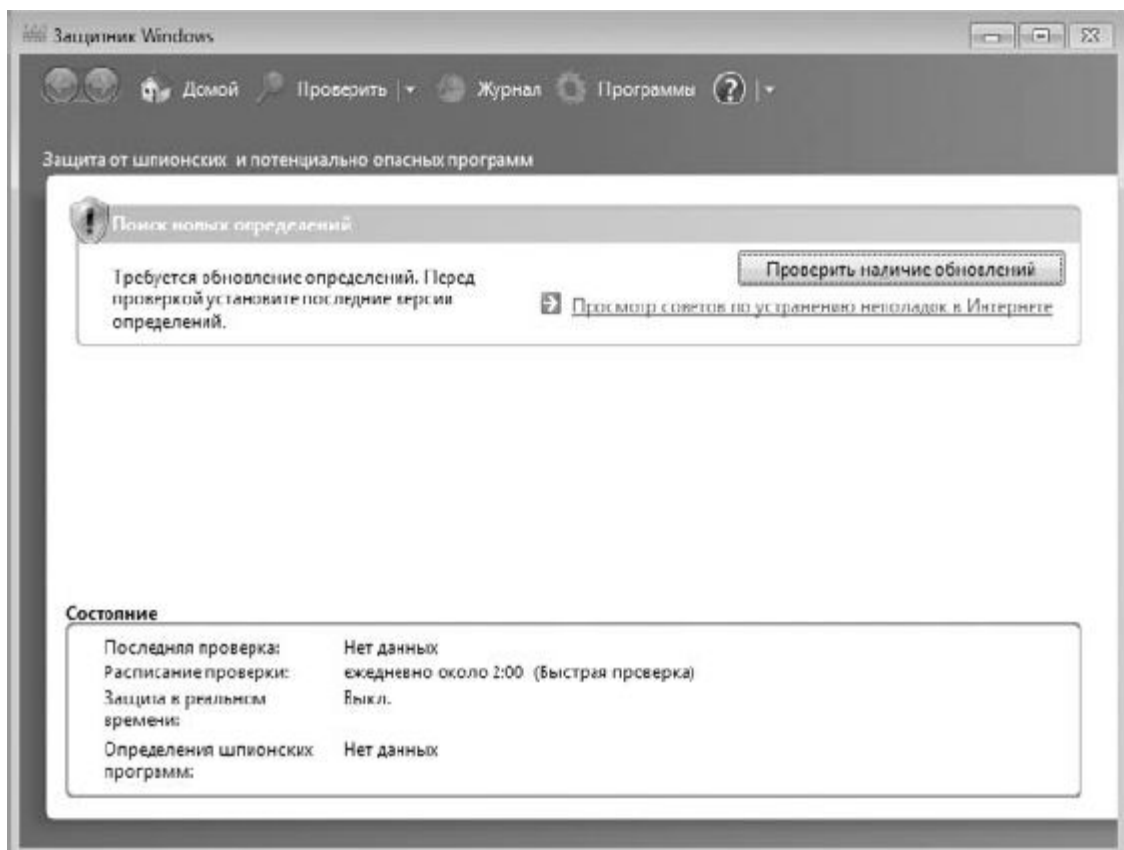 Защитник Windows
Домой Проверить Журнал Программы ?
Защита от шпионских и потенциально опасных программ
Поиск новых определений
Требуется обновление определений. Перед
проверкой установите последние версии
определений.
Проверить наличие обновлений
Просмотр советов по устранению неполадок в Интернете
Состояние
Последняя проверка: Нет данных
Расписание проверки: ежедневно около 2:00 (Быстрая проверка)
Защита в реальном Выкл.
времени:
Определения шпионских Нет данных
программ: